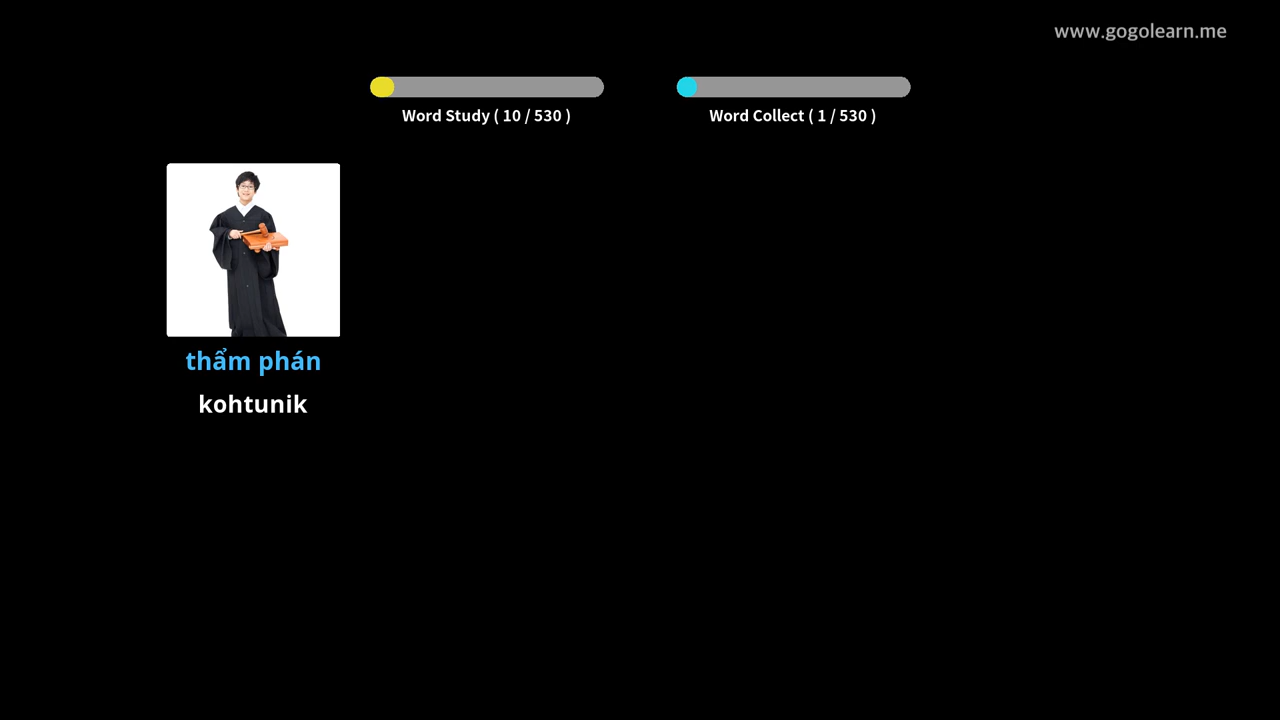 www.gogolearn.me
Word Study ( 10 / 530 )
Word Collect ( 1 / 530 )
thẩm phán
kohtunik